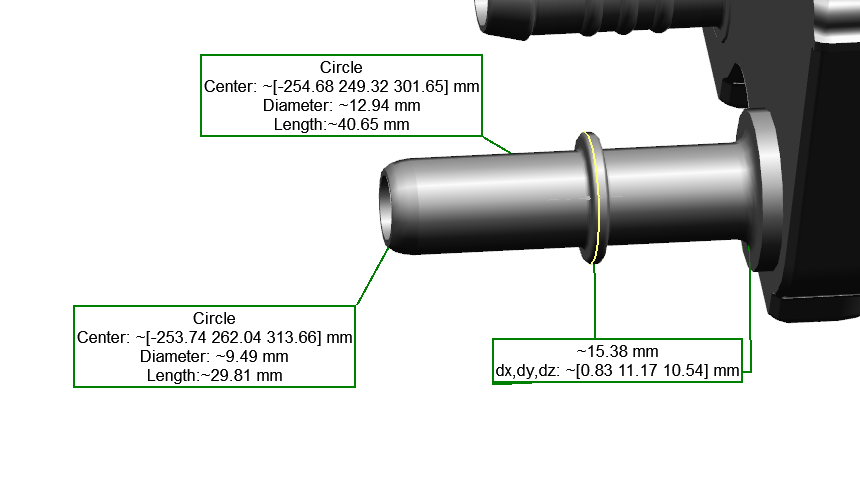 Circle
Center: ~[-254.68 249.32 301.65] mm
Diameter: ~12.94 mm
Length:~40.65 mm
Circle
Center: ~[-253.74 262.04 313.66] mm
Diameter: ~9.49 mm
Length:~29.81 mm
~15.38 mm
dx,dy,dz: ~[0.83 11.17 10.54] mm